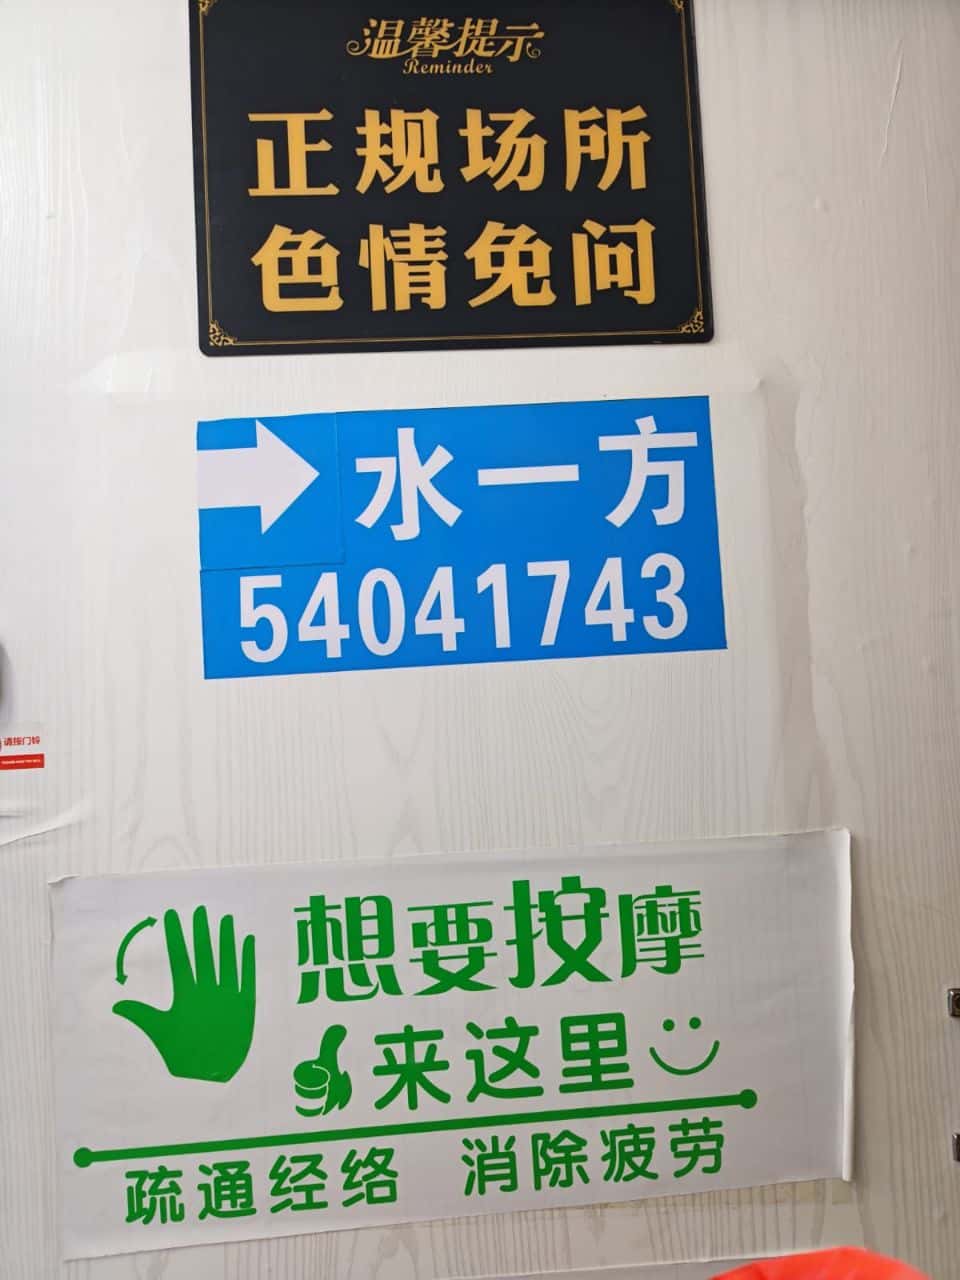 温馨提示
Reminder
正规场所
色情免问
水一方
54041743
请按门铃
想要按摩
来这里
疏通经络 消除疲劳